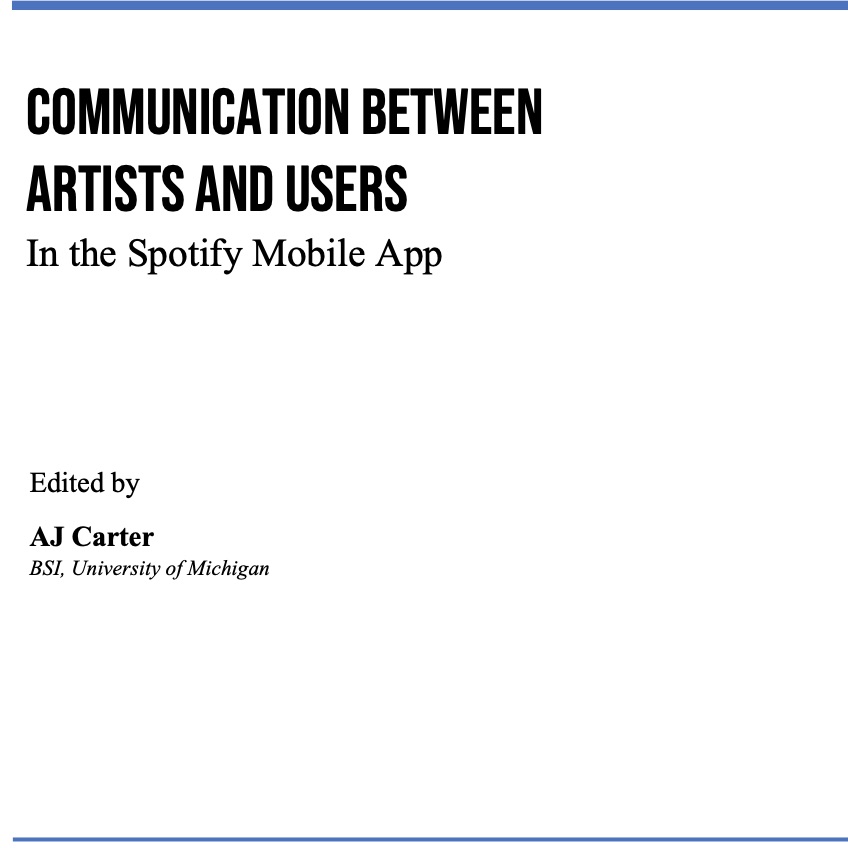 COMMUNICATION BETWEEN
ARTISTS AND USERS
In the Spotify Mobile App
Edited by
AJ Carter
BSI, University of Michigan